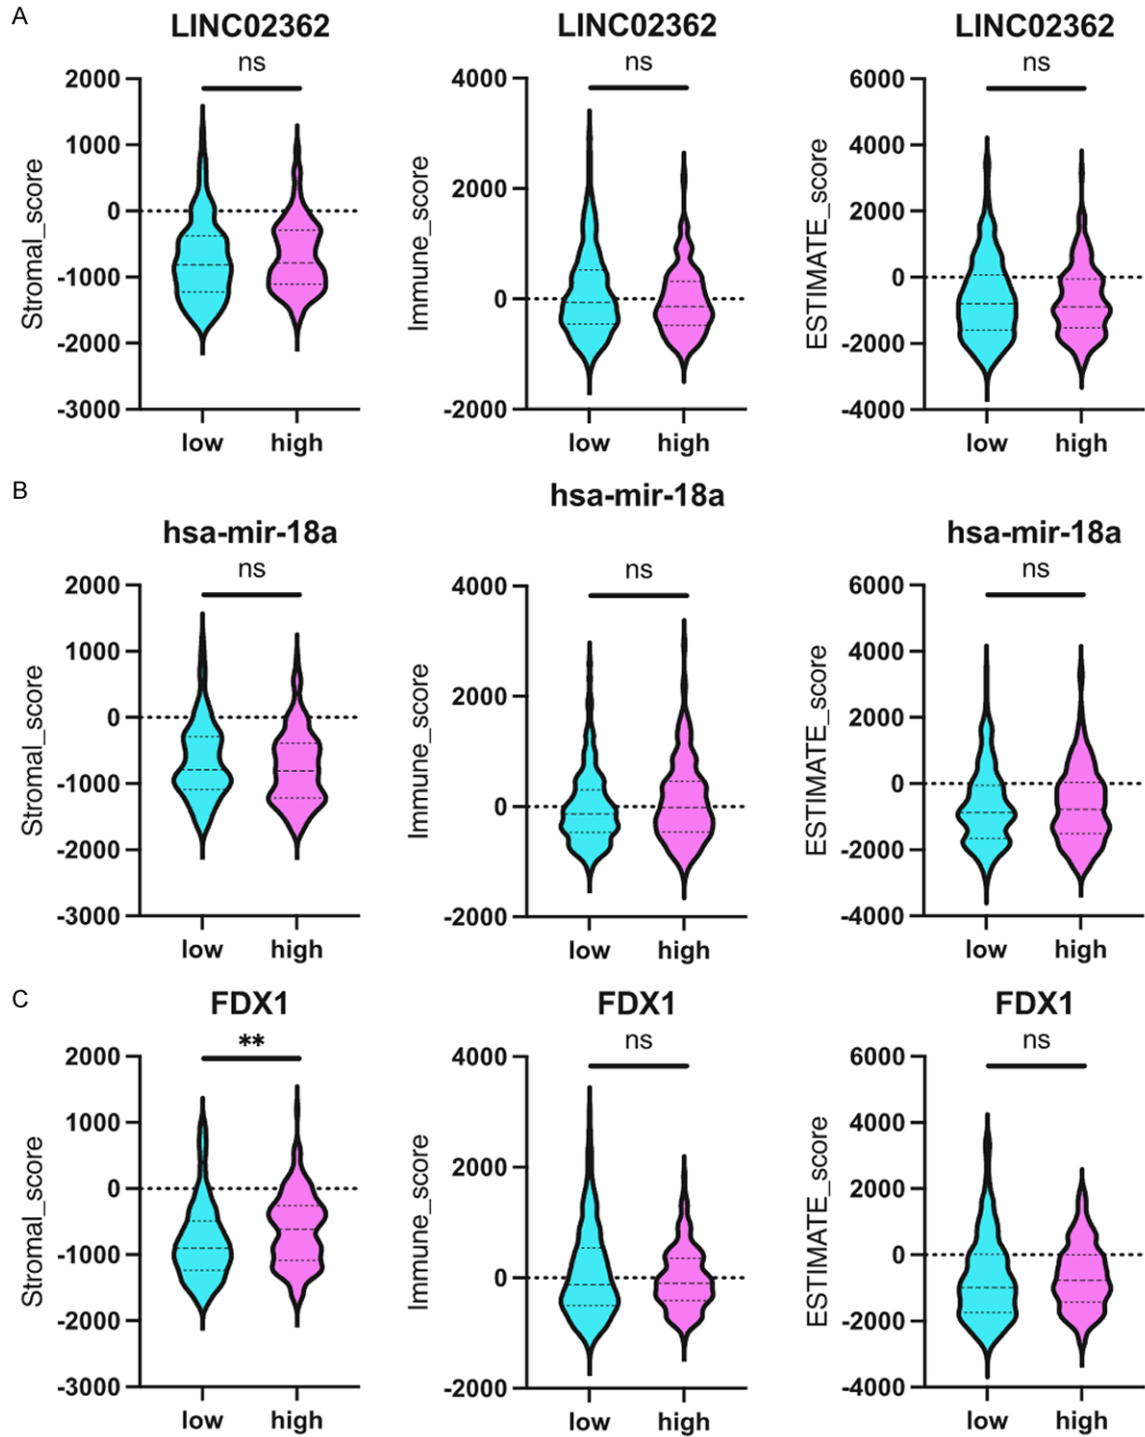 A
LINC02362
ns
Stromal_score
2000
1000
0
-1000
-2000
-3000
low high
LINC02362
ns
Immune_score
4000
2000
0
-2000
low high
LINC02362
ns
ESTIMATE_score
6000
4000
2000
0
-2000
-4000
low high
B
hsa-mir-18a
ns
Stromal_score
2000
1000
0
-1000
-2000
-3000
low high
hsa-mir-18a
ns
Immune_score
4000
2000
0
-2000
low high
hsa-mir-18a
ns
ESTIMATE_score
6000
4000
2000
0
-2000
-4000
low high
C
FDX1
**
Stromal_score
2000
1000
0
-1000
-2000
-3000
low high
FDX1
ns
Immune_score
4000
2000
0
-2000
low high
FDX1
ns
ESTIMATE_score
6000
4000
2000
0
-2000
-4000
low high